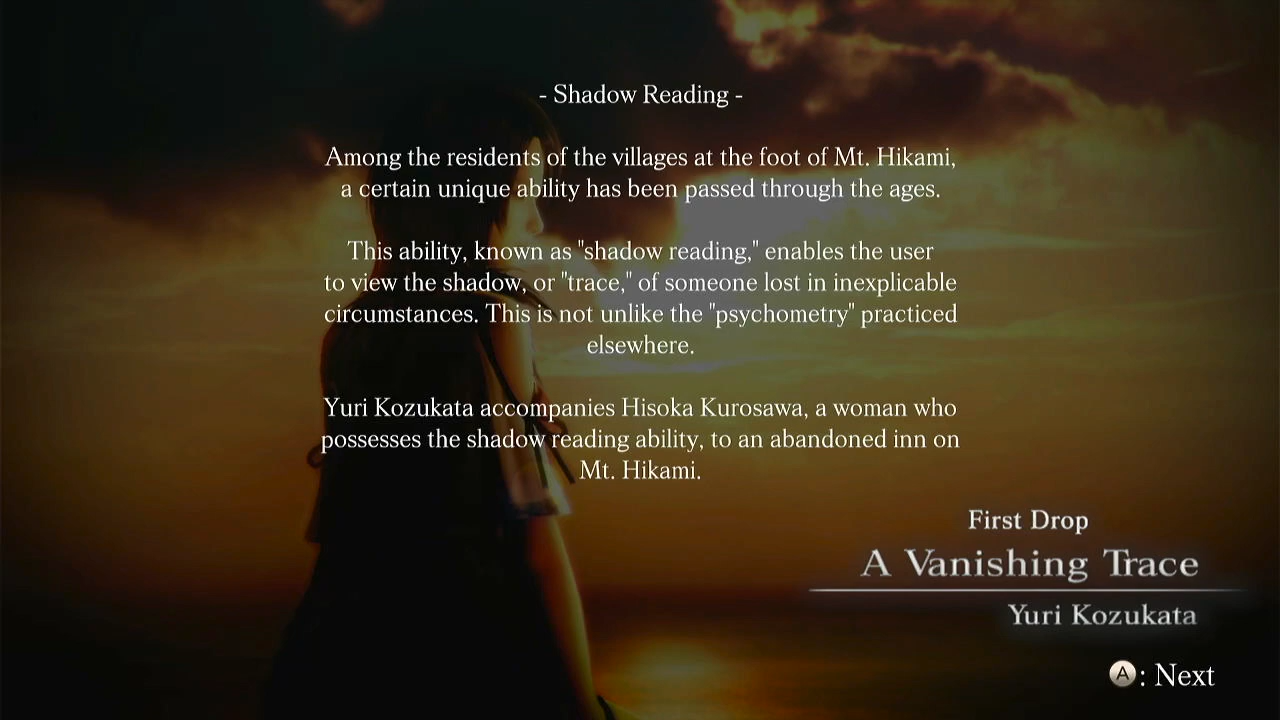 - Shadow Reading -
Among the residents of the villages at the foot of Mt. Hikami,
a certain unique ability has been passed through the ages.
This ability, known as "shadow reading," enables the user
to view the shadow, or "trace," of someone lost in inexplicable
circumstances. This is not unlike the "psychometry" practiced
elsewhere.
Yuri Kozukata accompanies Hisoka Kurosawa, a woman who
possesses the shadow reading ability, to an abandoned inn on
Mt. Hikami.
First Drop
A Vanishing Trace
Yuri Kozukata
A: Next